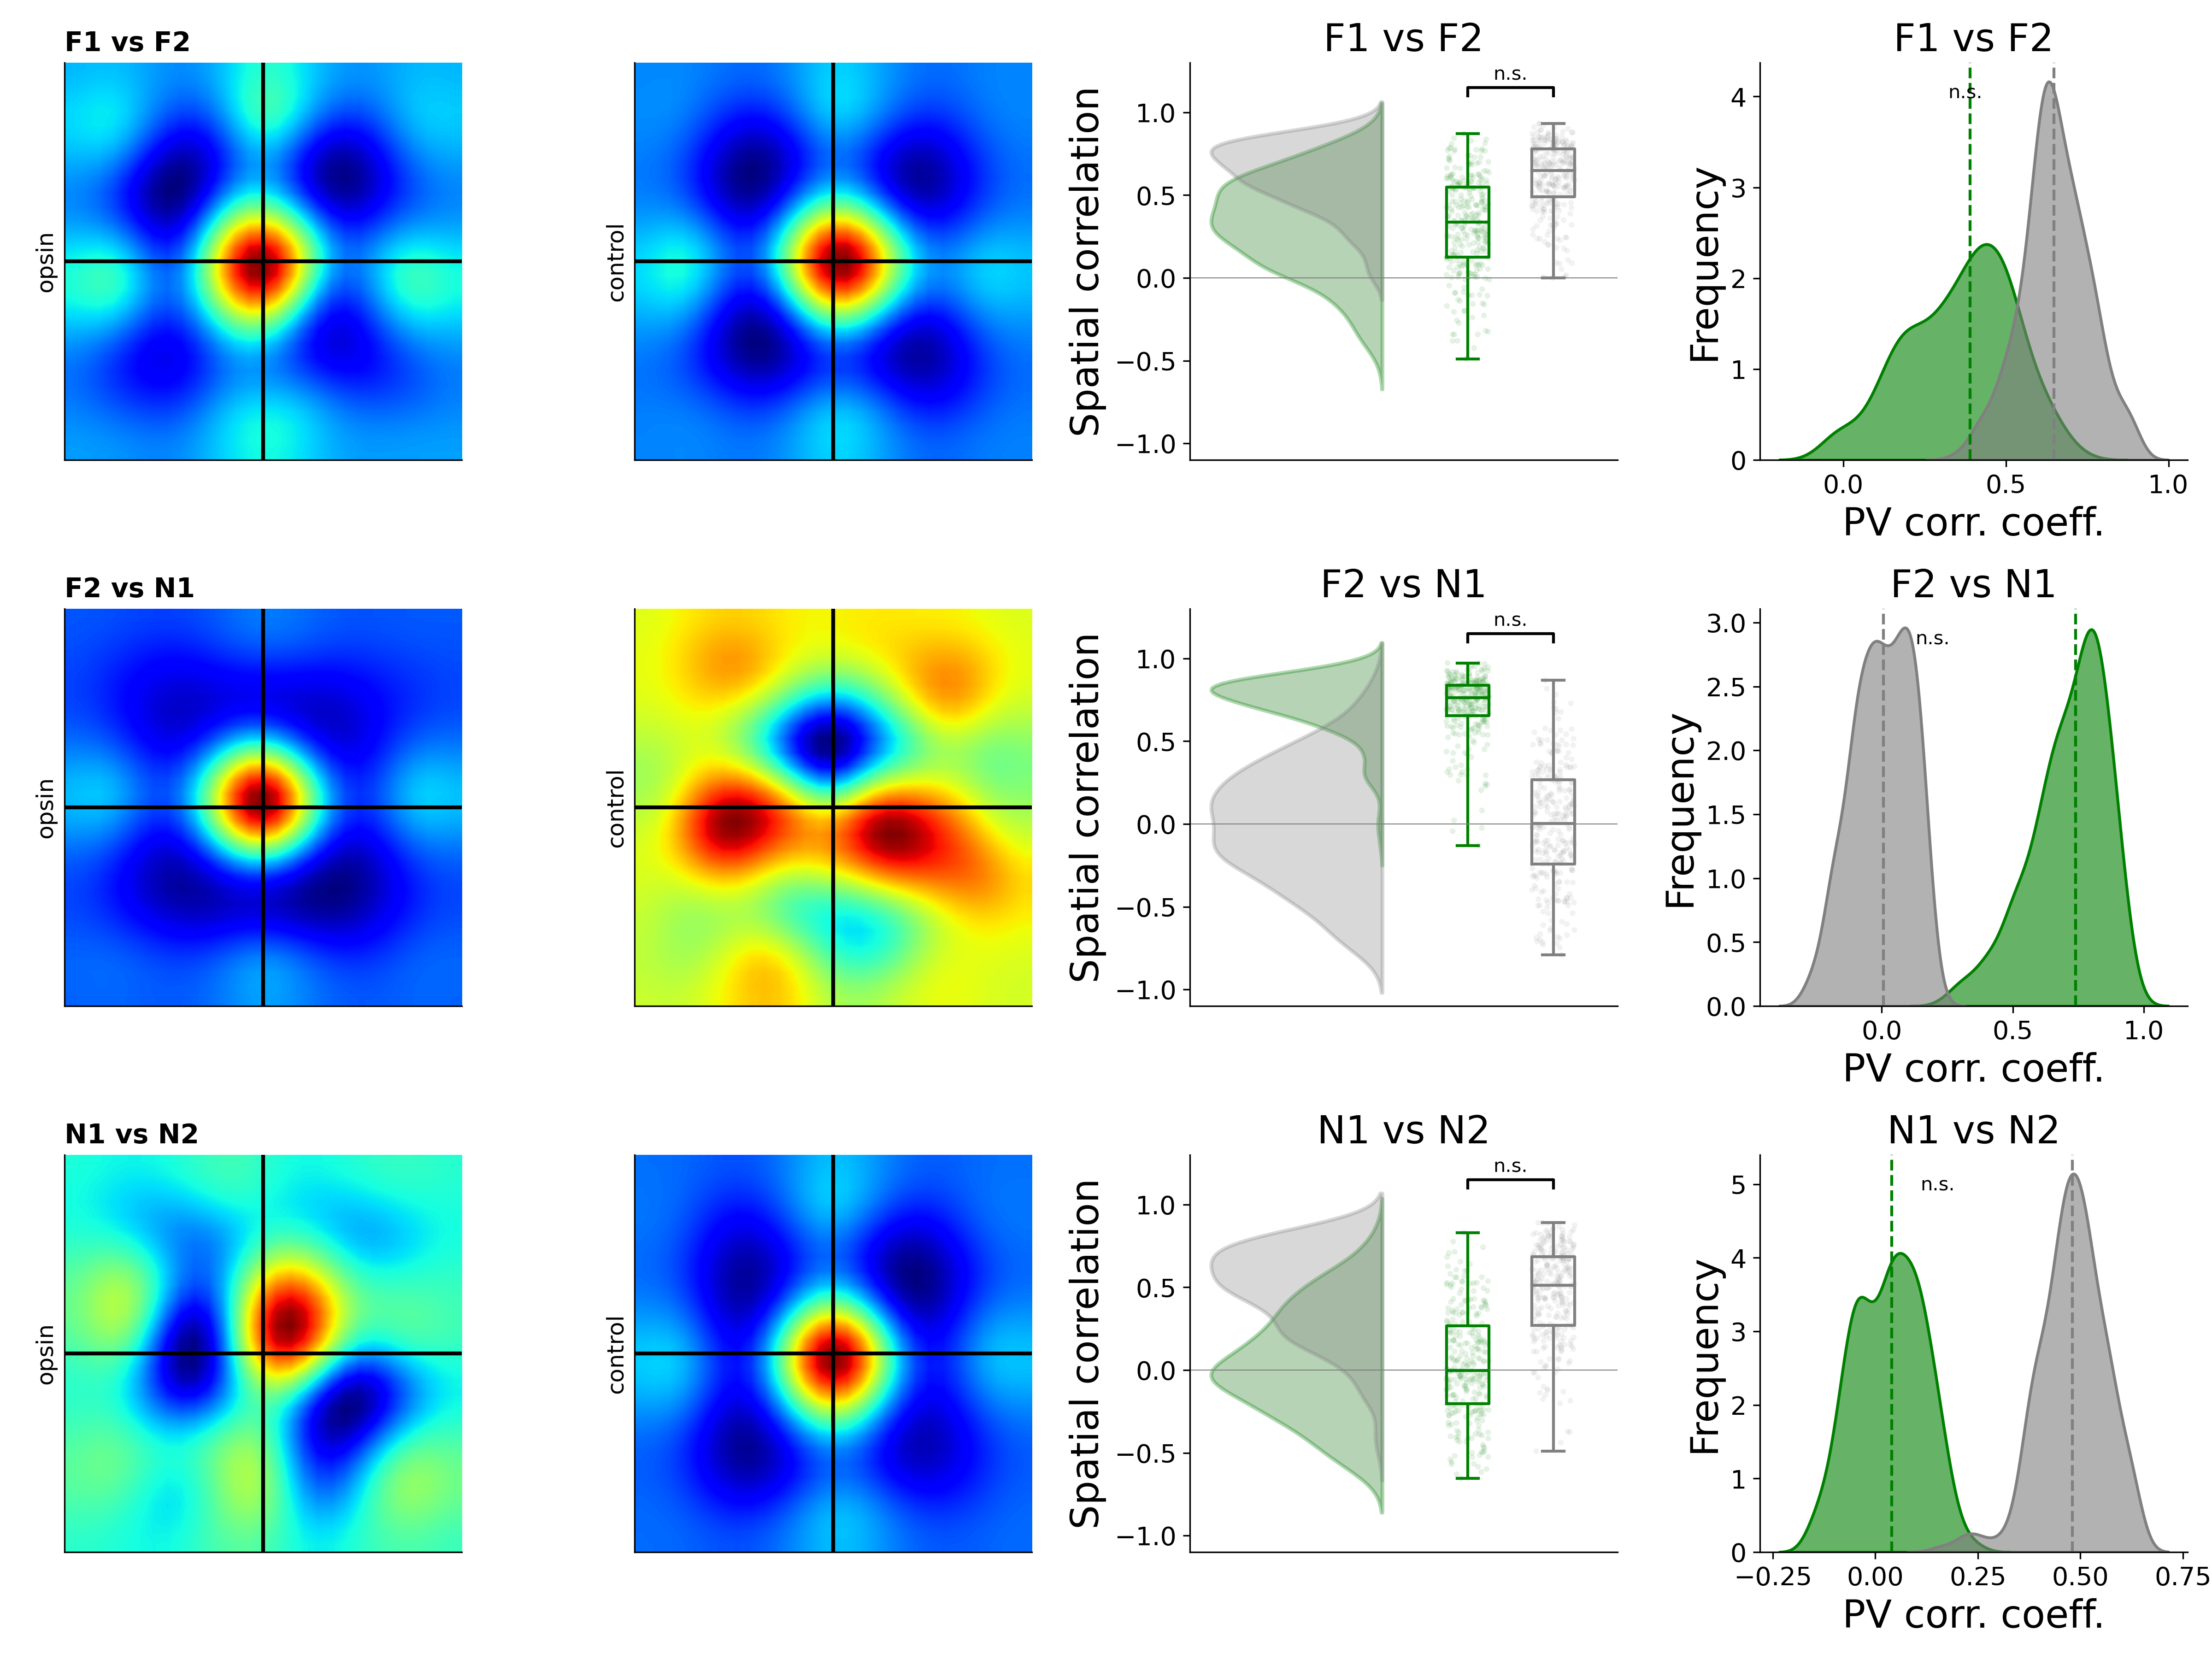 F1 vs F2
opsin
control
F1 vs F2
Spatial correlation
1.0
0.5
0.0
−0.5
−1.0
n.s.
F1 vs F2
Frequency
4
3
2
1
0
n.s.
0.0 0.5 1.0
PV corr. coeff.
F2 vs N1
opsin
control
F2 vs N1
Spatial correlation
1.0
0.5
0.0
−0.5
−1.0
n.s.
F2 vs N1
Frequency
3.0
2.5
2.0
1.5
1.0
0.5
0.0
n.s.
0.0 0.5 1.0
PV corr. coeff.
N1 vs N2
opsin
control
N1 vs N2
Spatial correlation
1.0
0.5
0.0
−0.5
−1.0
n.s.
N1 vs N2
Frequency
5
4
3
2
1
0
n.s.
−0.25 0.00 0.25 0.50 0.75
PV corr. coeff.